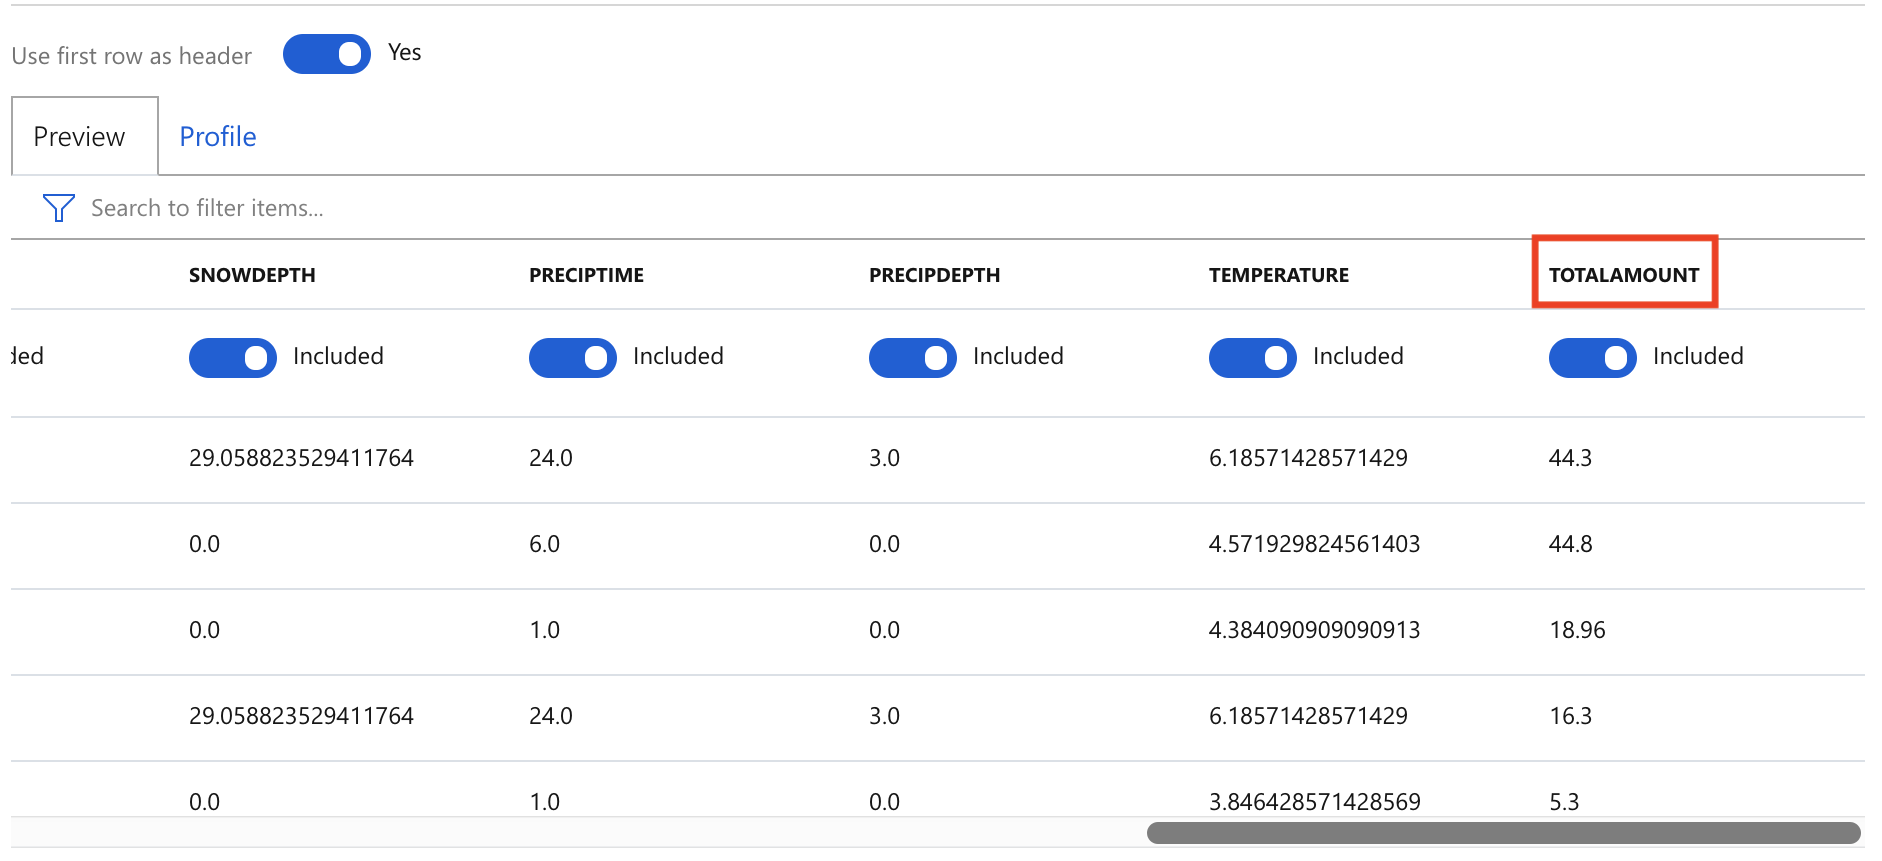 Use first row as header Yes
Preview Profile
Search to filter items...
SNOWDEPTH PRECIPTIME PRECIPDEPTH TEMPERATURE TOTALAMOUNT
Included Included Included Included Included
29.058823529411764 24.0 3.0 6.18571428571429 44.3
0.0 6.0 0.0 4.571929824561403 44.8
0.0 1.0 0.0 4.384090909090913 18.96
29.058823529411764 24.0 3.0 6.18571428571429 16.3
0.0 1.0 0.0 3.846428571428569 5.3